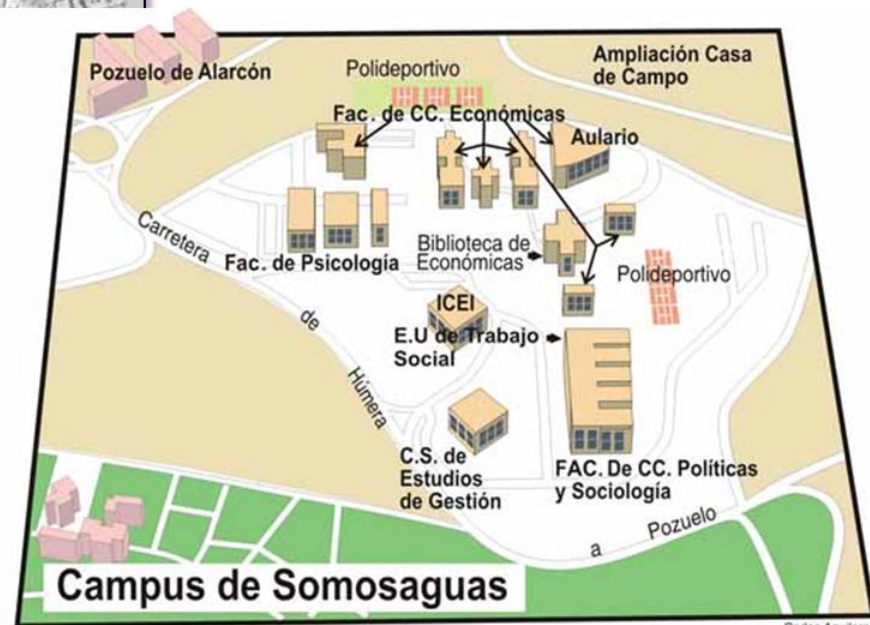 Pozuelo de Alarcón
Polideportivo
Ampliación Casa
de Campo
Fac. de CC. Económicas
Aulario
Carretera
de
Húmera
a
Pozuelo
Fac. de Psicología
Biblioteca de
Económicas
Polideportivo
ICEI
E.U de Trabajo
Social
C.S. de
Estudios
de Gestión
FAC. De CC. Políticas
y Sociología
Campus de Somosaguas